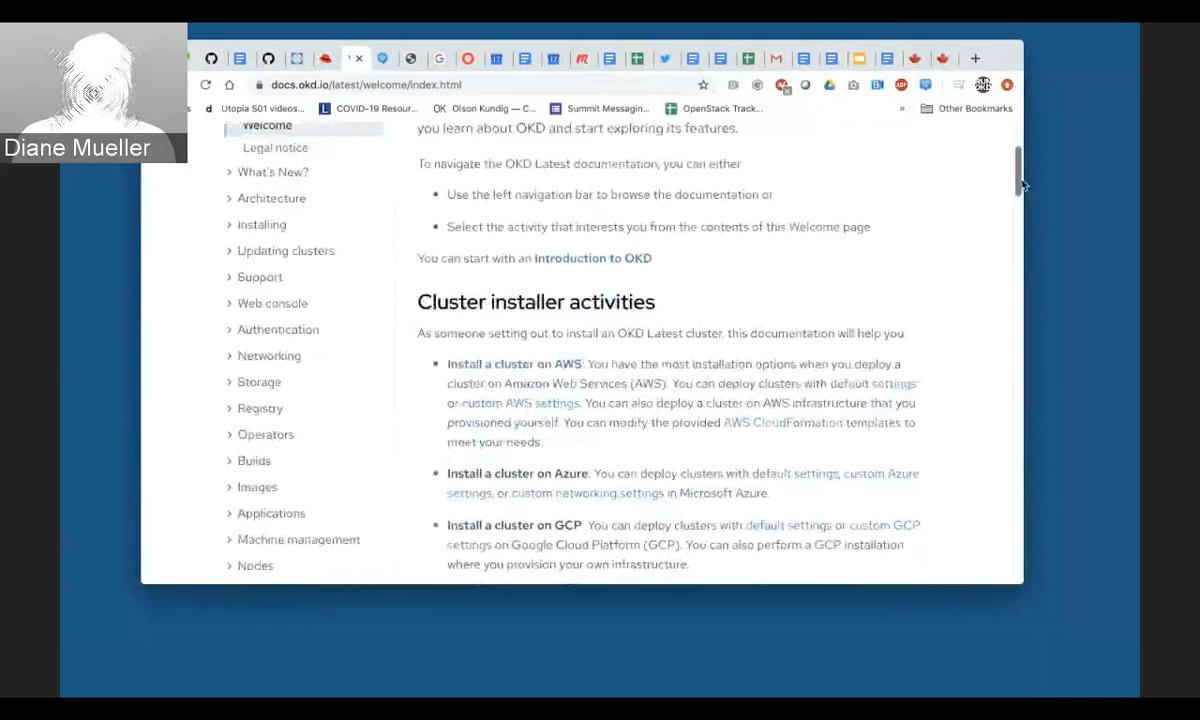 docs.okd.io/latest/welcome/index.html
Utopia S01 videos...
COVID-19 Resour...
OK Olson Kundig — C...
Summit Messagin...
OpenStack Track...
»
Other Bookmarks
Diane Mueller
Welcome
Legal notice
What's New?
Architecture
Installing
Updating clusters
Support
Web console
Authentication
Networking
Storage
Registry
Operators
Builds
Images
Applications
Machine management
Nodes
you learn about OKD and start exploring its features.
To navigate the OKD Latest documentation, you can either
• Use the left navigation bar to browse the documentation or
• Select the activity that interests you from the contents of this Welcome page
You can start with an Introduction to OKD
Cluster installer activities
As someone setting out to install an OKD Latest cluster, this documentation will help you:
• Install a cluster on AWS: You have the most installation options when you deploy a
cluster on Amazon Web Services (AWS). You can deploy clusters with default settings
or custom AWS settings. You can also deploy a cluster on AWS infrastructure that you
provisioned yourself. You can modify the provided AWS CloudFormation templates to
meet your needs.
• Install a cluster on Azure: You can deploy clusters with default settings, custom Azure
settings, or custom networking settings in Microsoft Azure.
• Install a cluster on GCP: You can deploy clusters with default settings or custom GCP
settings on Google Cloud Platform (GCP). You can also perform a GCP installation
where you provision your own infrastructure.